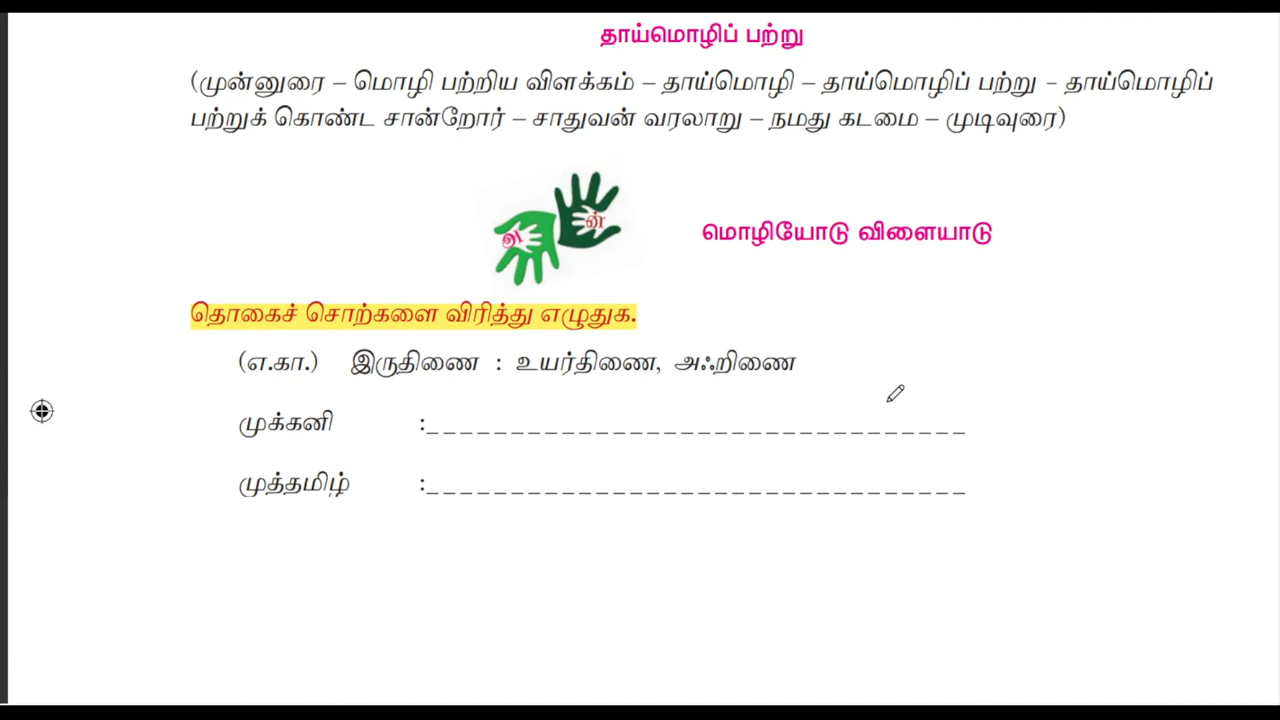 தாய்மொழிப் பற்று
(முன்னுரை – மொழி பற்றிய விளக்கம் – தாய்மொழி – தாய்மொழிப் பற்று - தாய்மொழிப்
பற்றுக் கொண்ட சான்றோர் – சாதுவன் வரலாறு – நமது கடமை – முடிவுரை)
அ ன்
மொழியோடு விளையாடு
தொகைச் சொற்களை விரித்து எழுதுக.
(எ.கா.) இருதிணை : உயர்திணை, அஃறிணை
முக்கனி :_ _ _ _ _ _ _ _ _ _ _ _ _ _ _ _ _ _ _ _ _ _ _ _ _ _ _ _ _ _ _ _
முத்தமிழ் :_ _ _ _ _ _ _ _ _ _ _ _ _ _ _ _ _ _ _ _ _ _ _ _ _ _ _ _ _ _ _ _